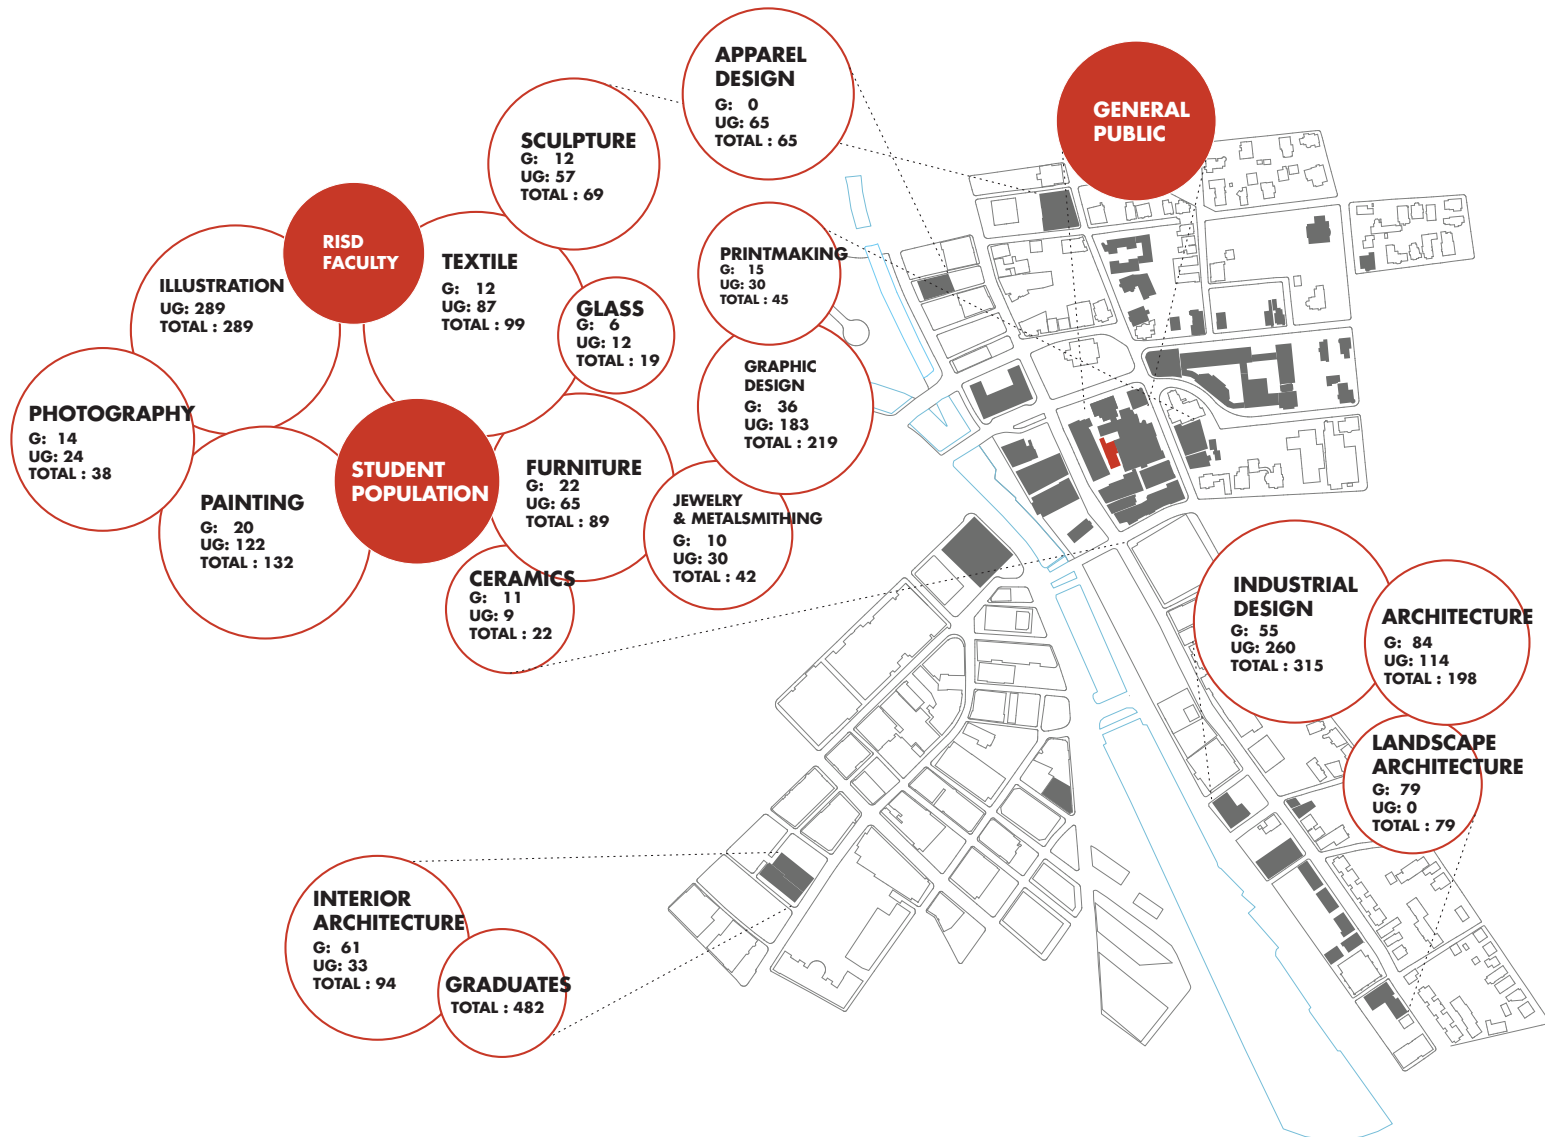 APPAREL
DESIGN
G: 0
UG: 65
TOTAL : 65
GENERAL
PUBLIC
SCULPTURE
G: 12
UG: 57
TOTAL : 69
RISD
FACULTY
TEXTILE
G: 12
UG: 87
TOTAL : 99
ILLUSTRATION
UG: 289
TOTAL : 289
PRINTMAKING
G: 15
UG: 30
TOTAL : 45
GLASS
G: 6
UG: 12
TOTAL : 19
GRAPHIC
DESIGN
G: 36
UG: 183
TOTAL : 219
PHOTOGRAPHY
G: 14
UG: 24
TOTAL : 38
STUDENT
POPULATION
FURNITURE
G: 22
UG: 65
TOTAL : 89
PAINTING
G: 20
UG: 122
TOTAL : 132
JEWELRY
& METALSMITHING
G: 10
UG: 30
TOTAL : 42
CERAMICS
G: 11
UG: 9
TOTAL : 22
INDUSTRIAL
DESIGN
G: 55
UG: 260
TOTAL : 315
ARCHITECTURE
G: 84
UG: 114
TOTAL : 198
LANDSCAPE
ARCHITECTURE
G: 79
UG: 0
TOTAL : 79
INTERIOR
ARCHITECTURE
G: 61
UG: 33
TOTAL : 94
GRADUATES
TOTAL : 482